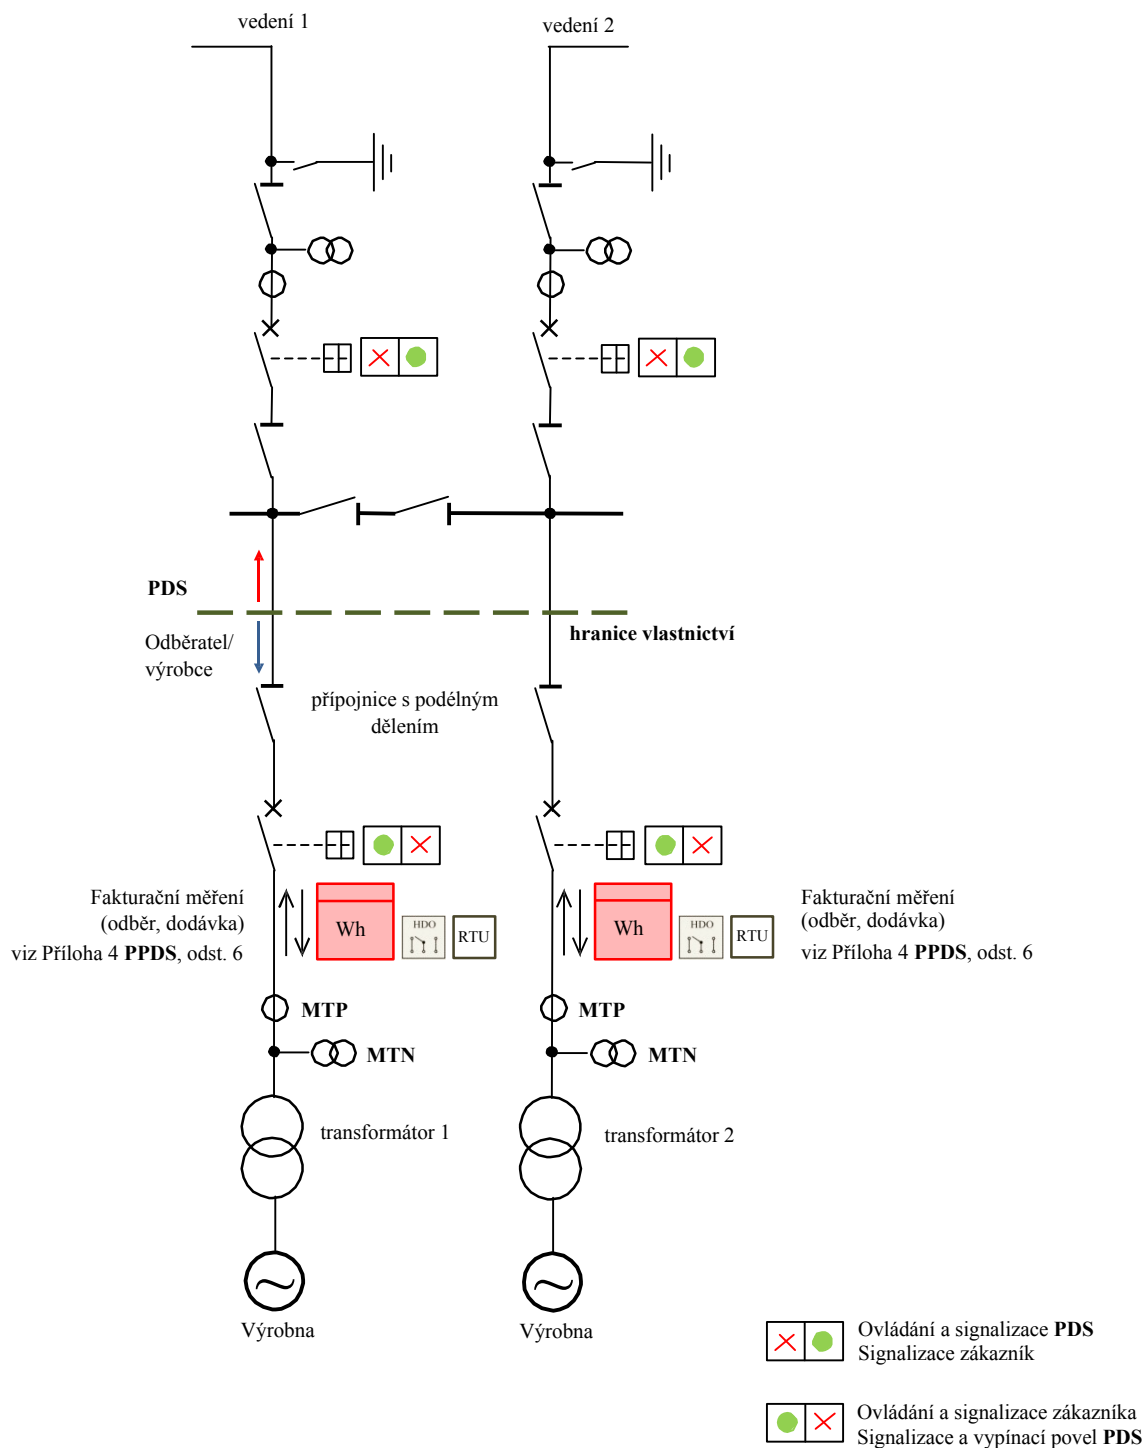 vedení 1
vedení 2
PDS
Odběratel/
výrobce
hranice vlastnictví
přípojnice s podélným
dělením
Fakturační měření
(odběr, dodávka)
viz Příloha 4 PPDS, odst. 6
Wh
HDO
RTU
Wh
HDO
RTU
Fakturační měření
(odběr, dodávka)
viz Příloha 4 PPDS, odst. 6
MTP
MTP
MTN
MTN
transformátor 1
transformátor 2
Výrobna
Výrobna
Ovládání a signalizace PDS
Signalizace zákazník
Ovládání a signalizace zákazníka
Signalizace a vypínací povel PDS